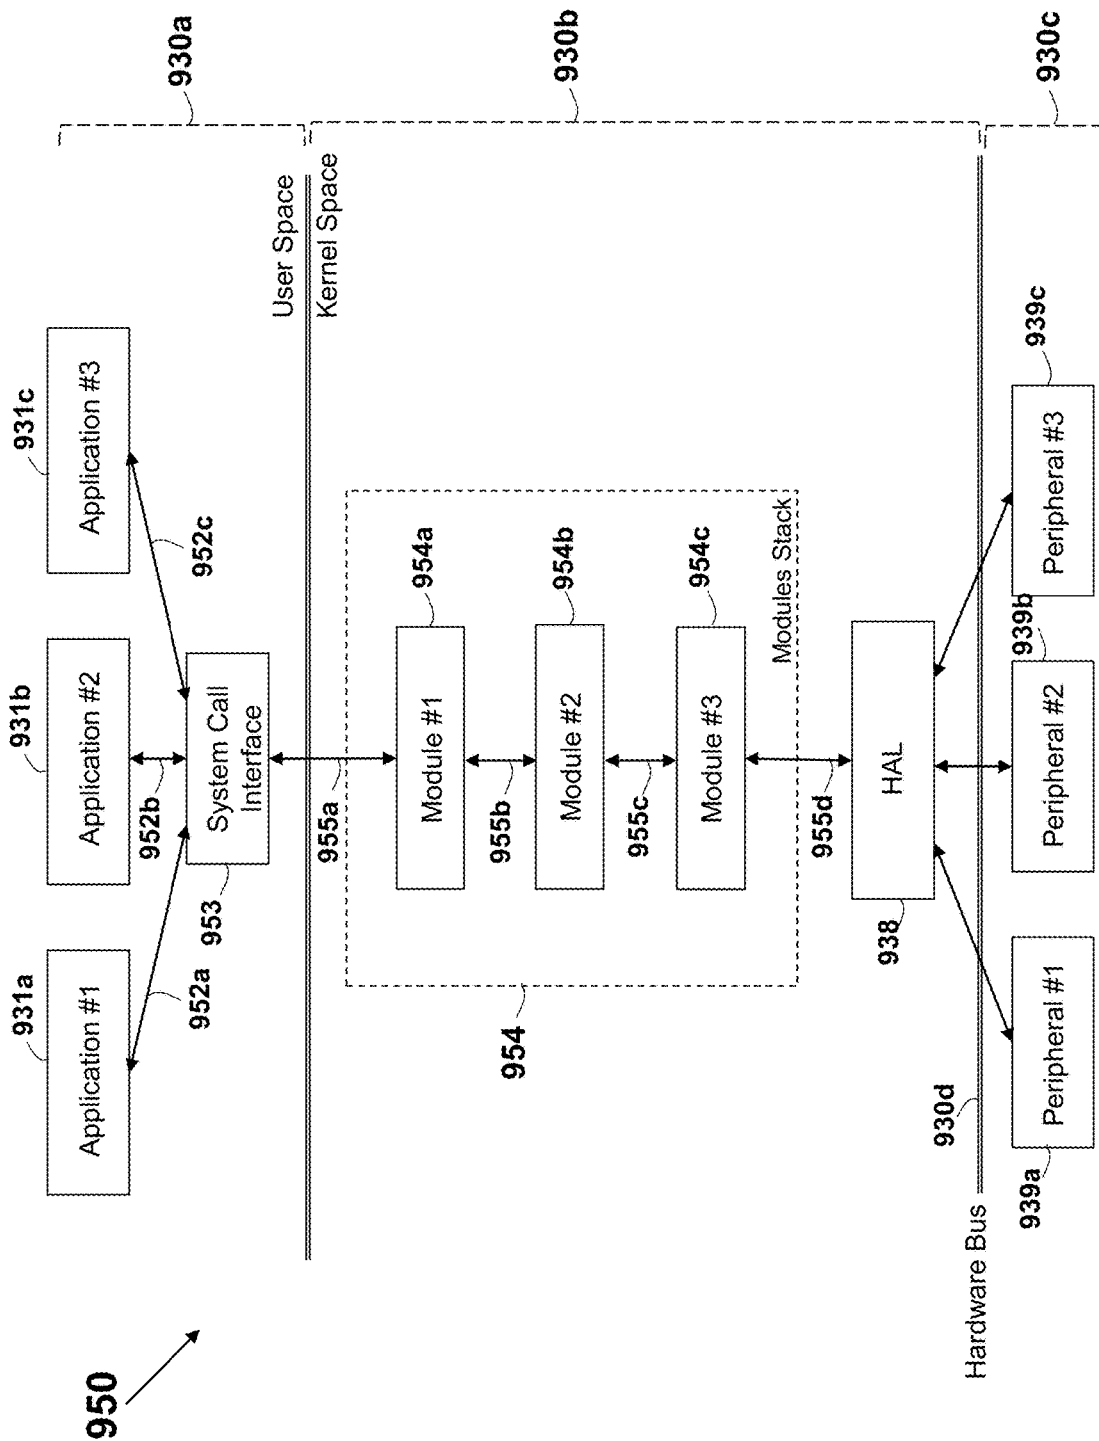 950
931a
931b
931c
930a
Application #1
Application #2
Application #3
952a
952b
952c
953
System Call
Interface
User Space
Kernel Space
930b
955a
954a
Module #1
955b
954b
Module #2
955c
954c
Module #3
954
Modules Stack
955d
938
HAL
930d
Hardware Bus
930c
939a
939b
939c
Peripheral #1
Peripheral #2
Peripheral #3